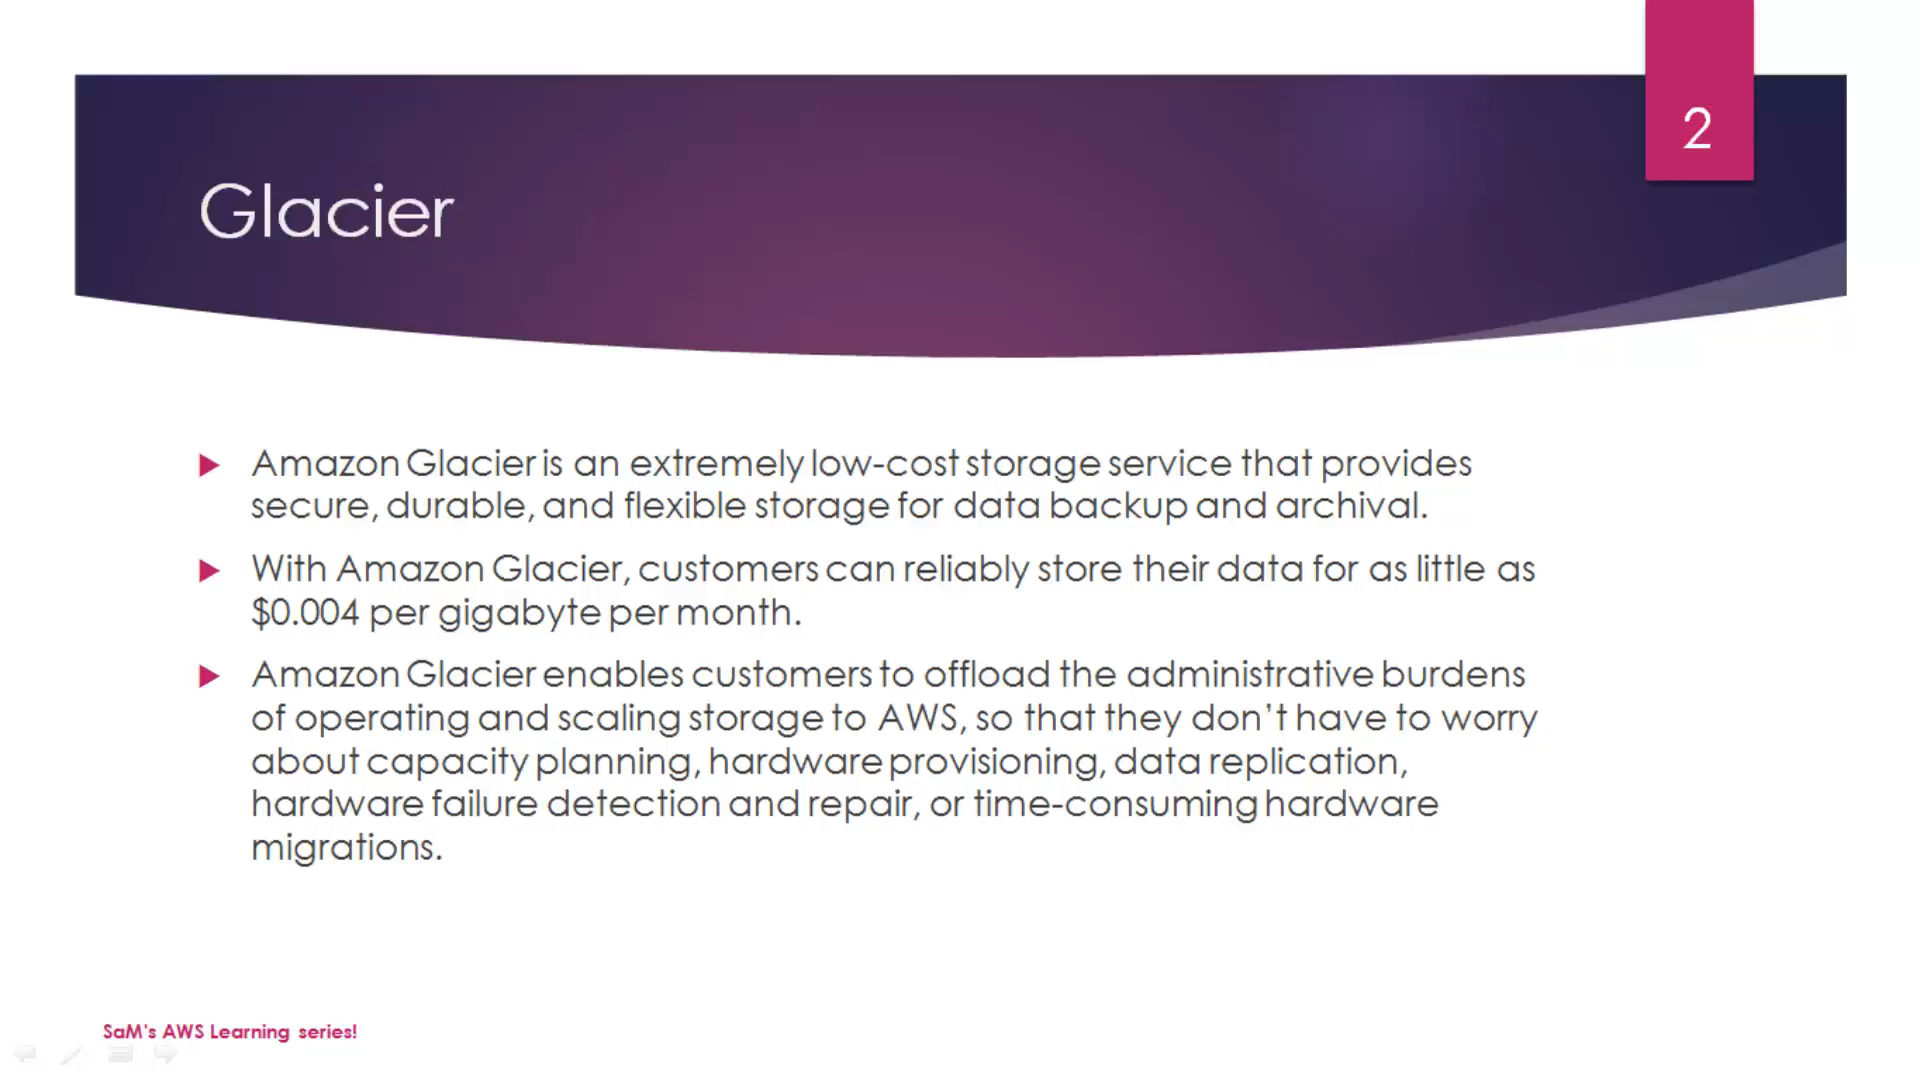 2
Glacier
Amazon Glacier is an extremely low-cost storage service that provides
secure, durable, and flexible storage for data backup and archival.
With Amazon Glacier, customers can reliably store their data for as little as
$0.004 per gigabyte per month.
Amazon Glacier enables customers to offload the administrative burdens
of operating and scaling storage to AWS, so that they don't have to worry
about capacity planning, hardware provisioning, data replication,
hardware failure detection and repair, or time-consuming hardware
migrations.
SaM's AWS Learning series!